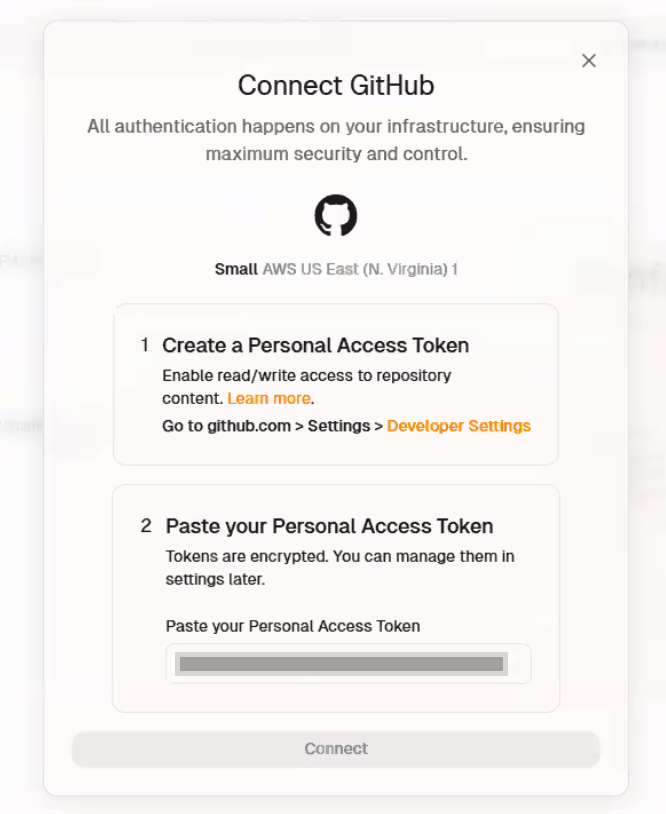 Connect GitHub
All authentication happens on your infrastructure, ensuring
maximum security and control.
Small AWS US East (N. Virginia) 1
1 Create a Personal Access Token
Enable read/write access to repository
content. Learn more.
Go to github.com > Settings > Developer Settings
2 Paste your Personal Access Token
Tokens are encrypted. You can manage them in
settings later.
Paste your Personal Access Token
Connect